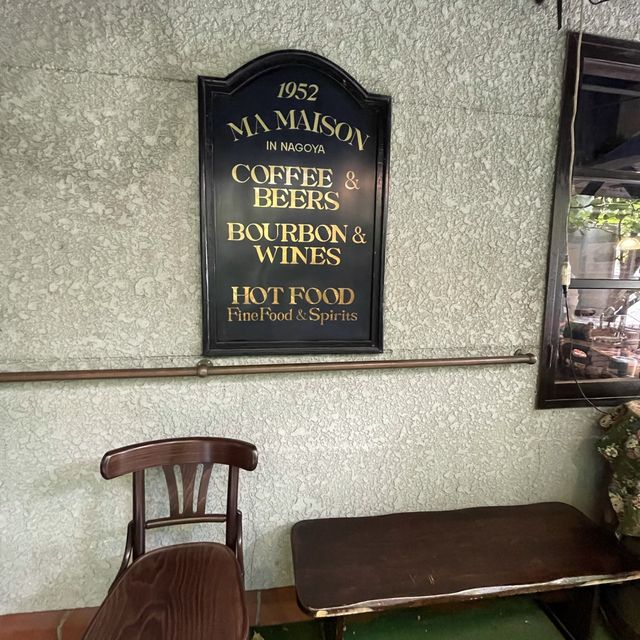 1952
MA MAISON
IN NAGOYA
COFFEE &
BEERS
BOURBON &
WINES
HOT FOOD
Fine Food & Spirits